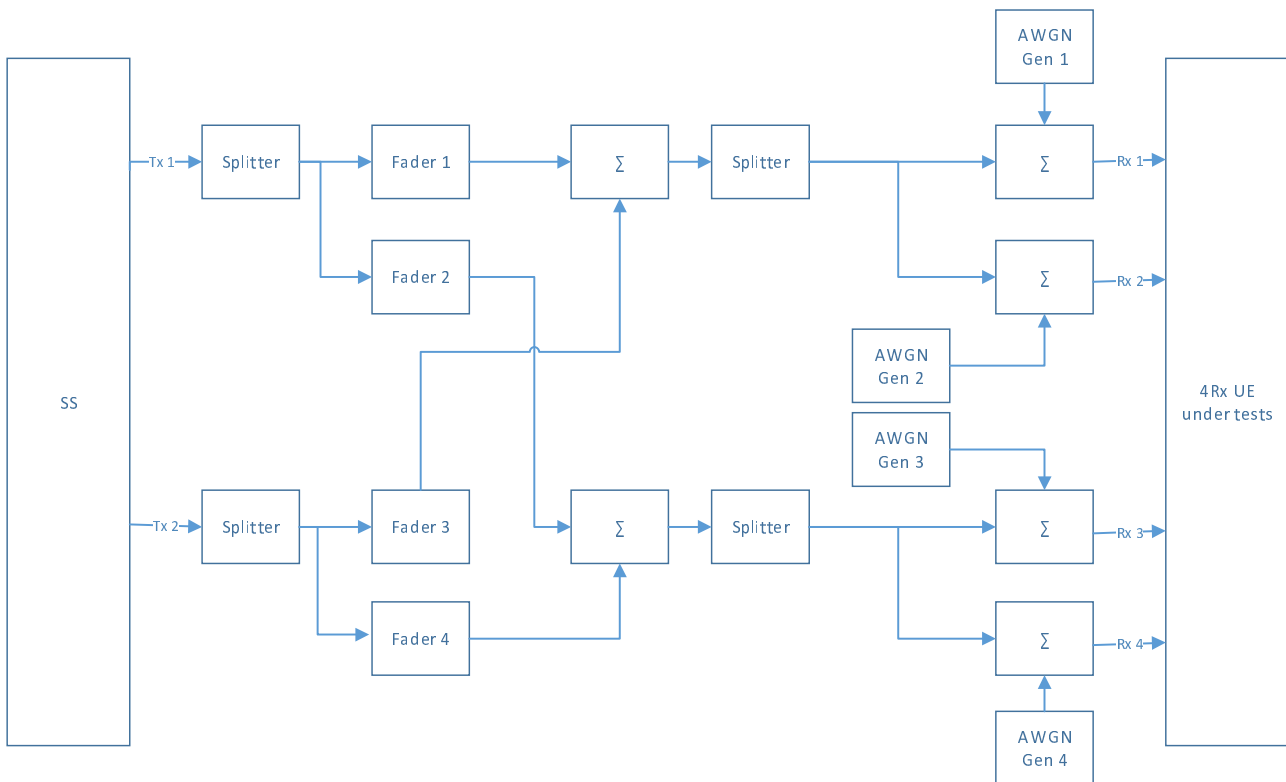 AWGN
Gen 1
Tx 1
Splitter
Fader 1
∑
Splitter
∑
Rx 1
Fader 2
∑
Rx 2
AWGN
Gen 2
SS
4Rx UE
under tests
AWGN
Gen 3
Tx 2
Splitter
Fader 3
∑
Splitter
∑
Rx 3
Fader 4
∑
Rx 4
AWGN
Gen 4